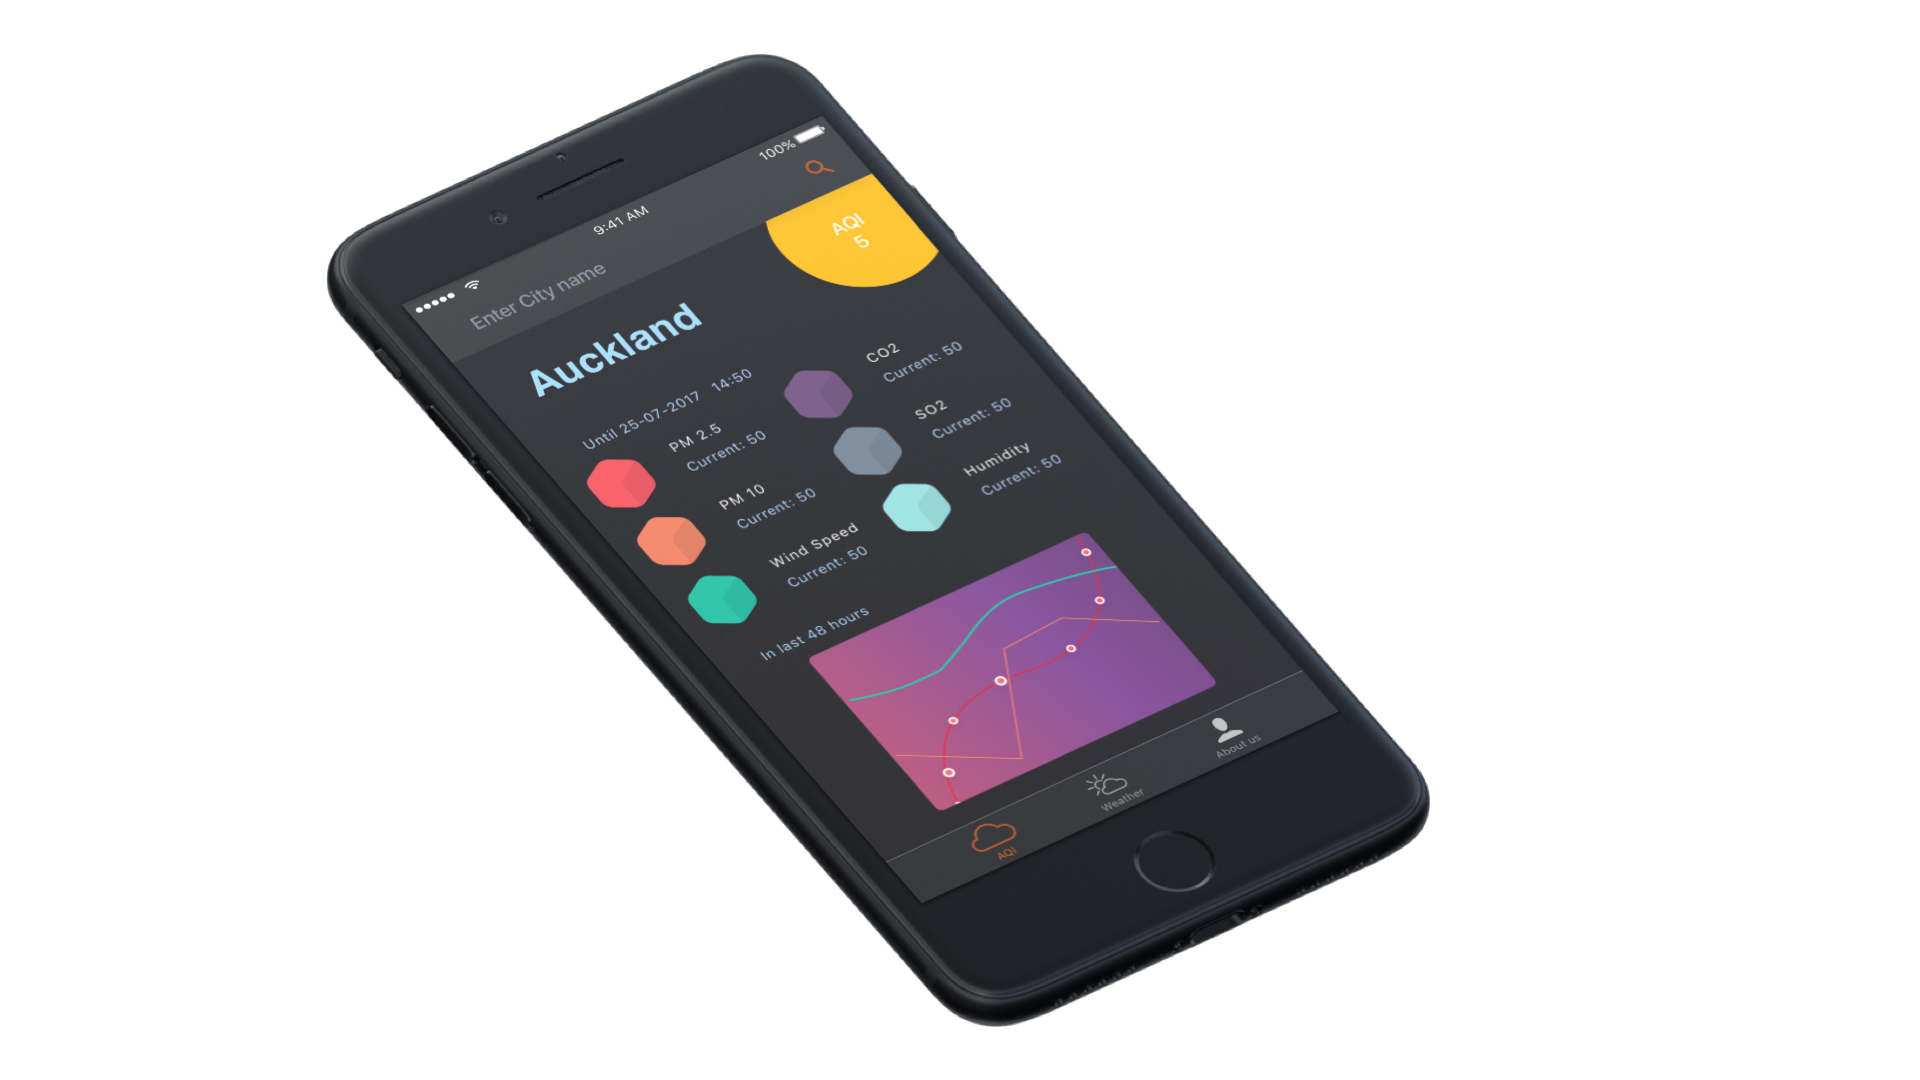 9:41 AM
100%
Enter City name
AQI
5
Auckland
Until 25-07-2017 14:50
PM 2.5
Current: 50
CO2
Current: 50
PM 10
Current: 50
SO2
Current: 50
Wind Speed
Current: 50
Humidity
Current: 50
In last 48 hours
AQI
Weather
About us